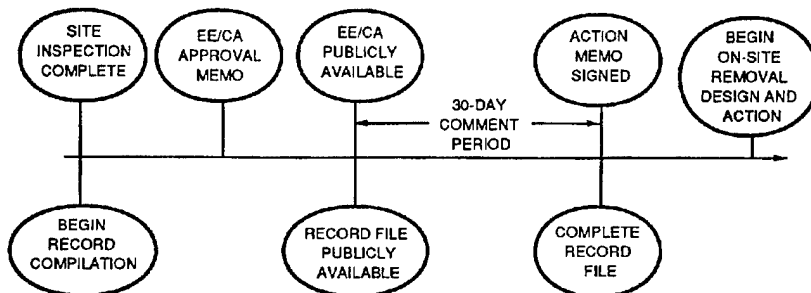 SITE
INSPECTION
COMPLETE
EE/CA
APPROVAL
MEMO
EE/CA
PUBLICLY
AVAILABLE
ACTION
MEMO
SIGNED
BEGIN
ON-SITE
REMOVAL
DESIGN AND
ACTION
30-DAY
COMMENT
PERIOD
BEGIN
RECORD
COMPILATION
RECORD FILE
PUBLICLY
AVAILABLE
COMPLETE
RECORD
FILE